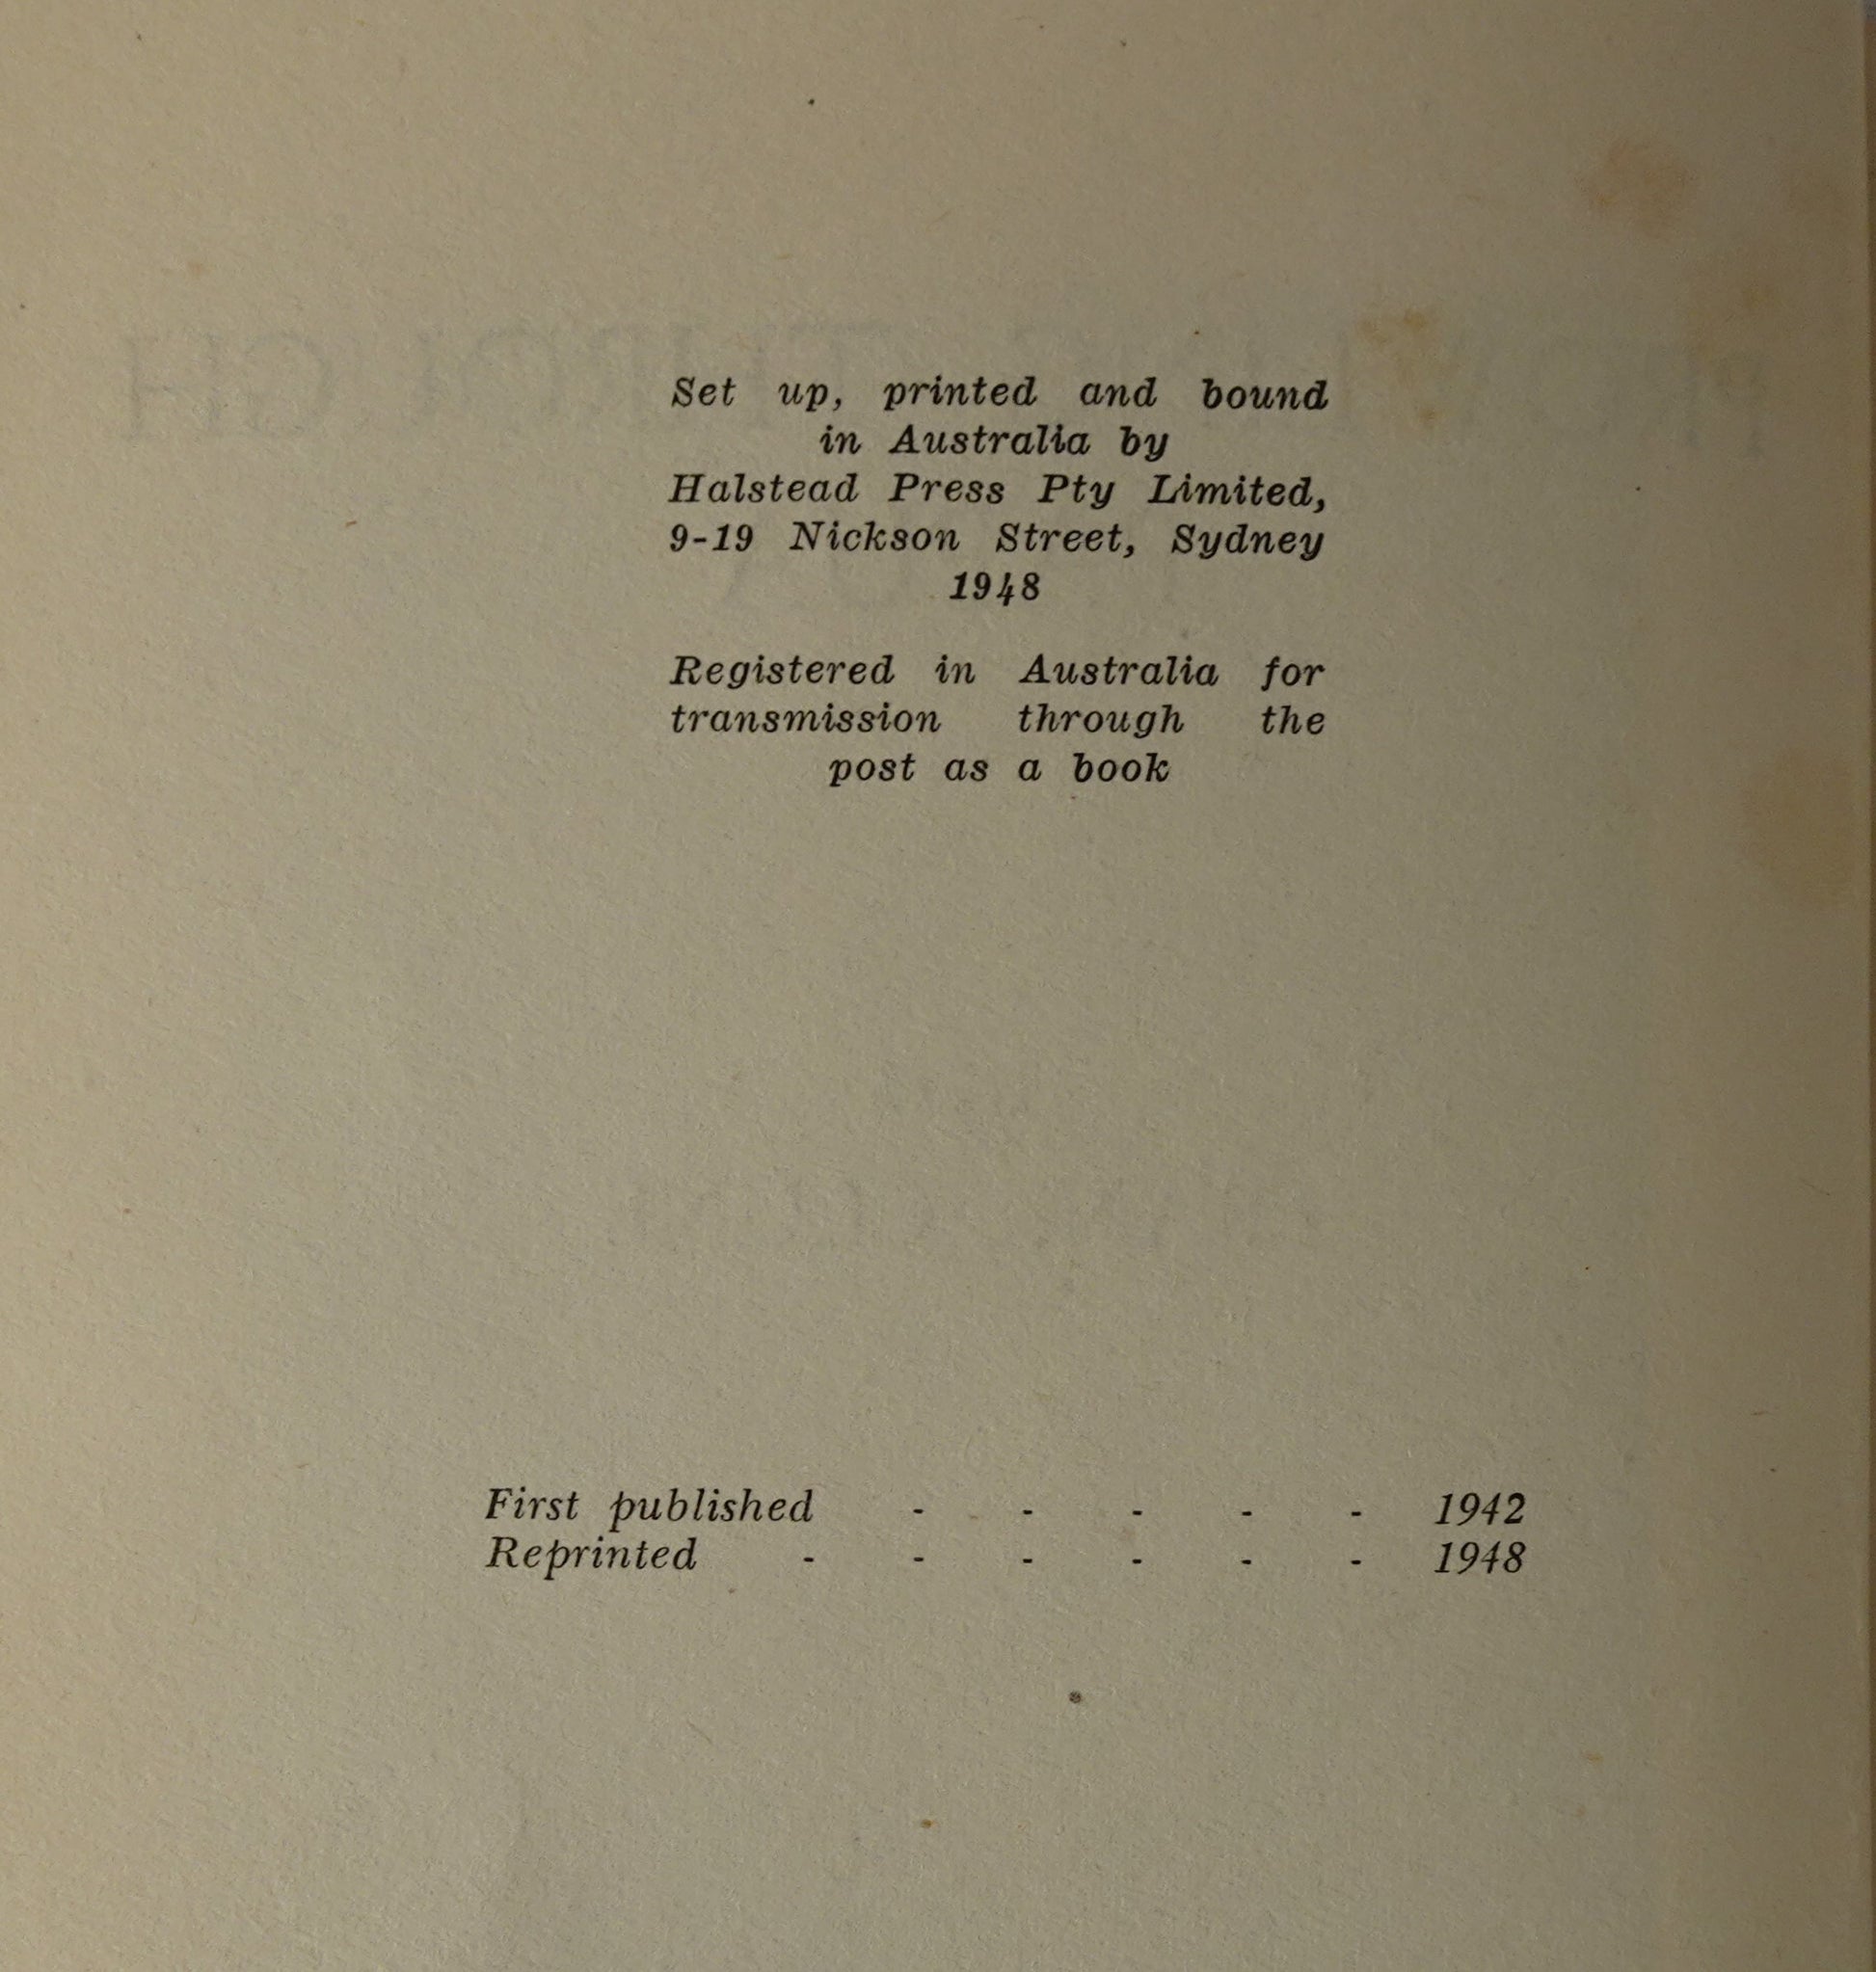 Set up, printed and bound
in Australia by
Halstead Press Pty Limited,
9-19 Nickson Street, Sydney
1948
Registered in Australia for
transmission through the
post as a book
First published - - - - - 1942
Reprinted - - - - - - 1948